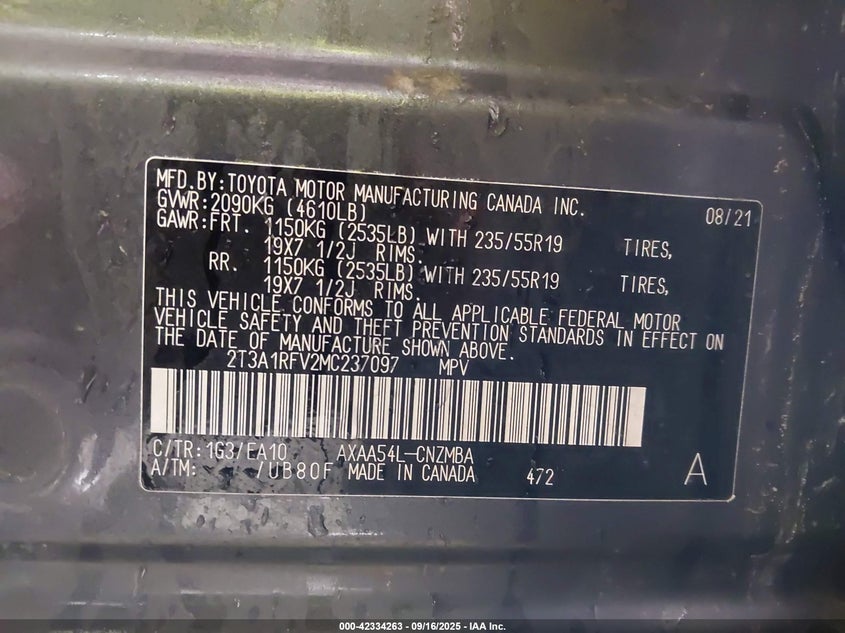 MFD.BY:TOYOTA MOTOR MANUFACTURING CANADA INC. 08/21
GVWR:2090KG (4610LB)
GAWR:FRT. 1150KG (2535LB) WITH 235/55R19 TIRES,
19X7 1/2J RIMS.
RR. 1150KG (2535LB) WITH 235/55R19 TIRES,
19X7 1/2J RIMS.
THIS VEHICLE CONFORMS TO ALL APPLICABLE FEDERAL MOTOR
VEHICLE SAFETY AND THEFT PREVENTION STANDARDS IN EFFECT ON
THE DATE OF MANUFACTURE SHOWN ABOVE.
2T3A1RFV2MC237097 MPV
C/TR:1G3/EA10 AXAA54L-CNZMBA
A/TM: /UB80F MADE IN CANADA 472 A
000-42334263 - 09/16/2025 - IAA Inc.